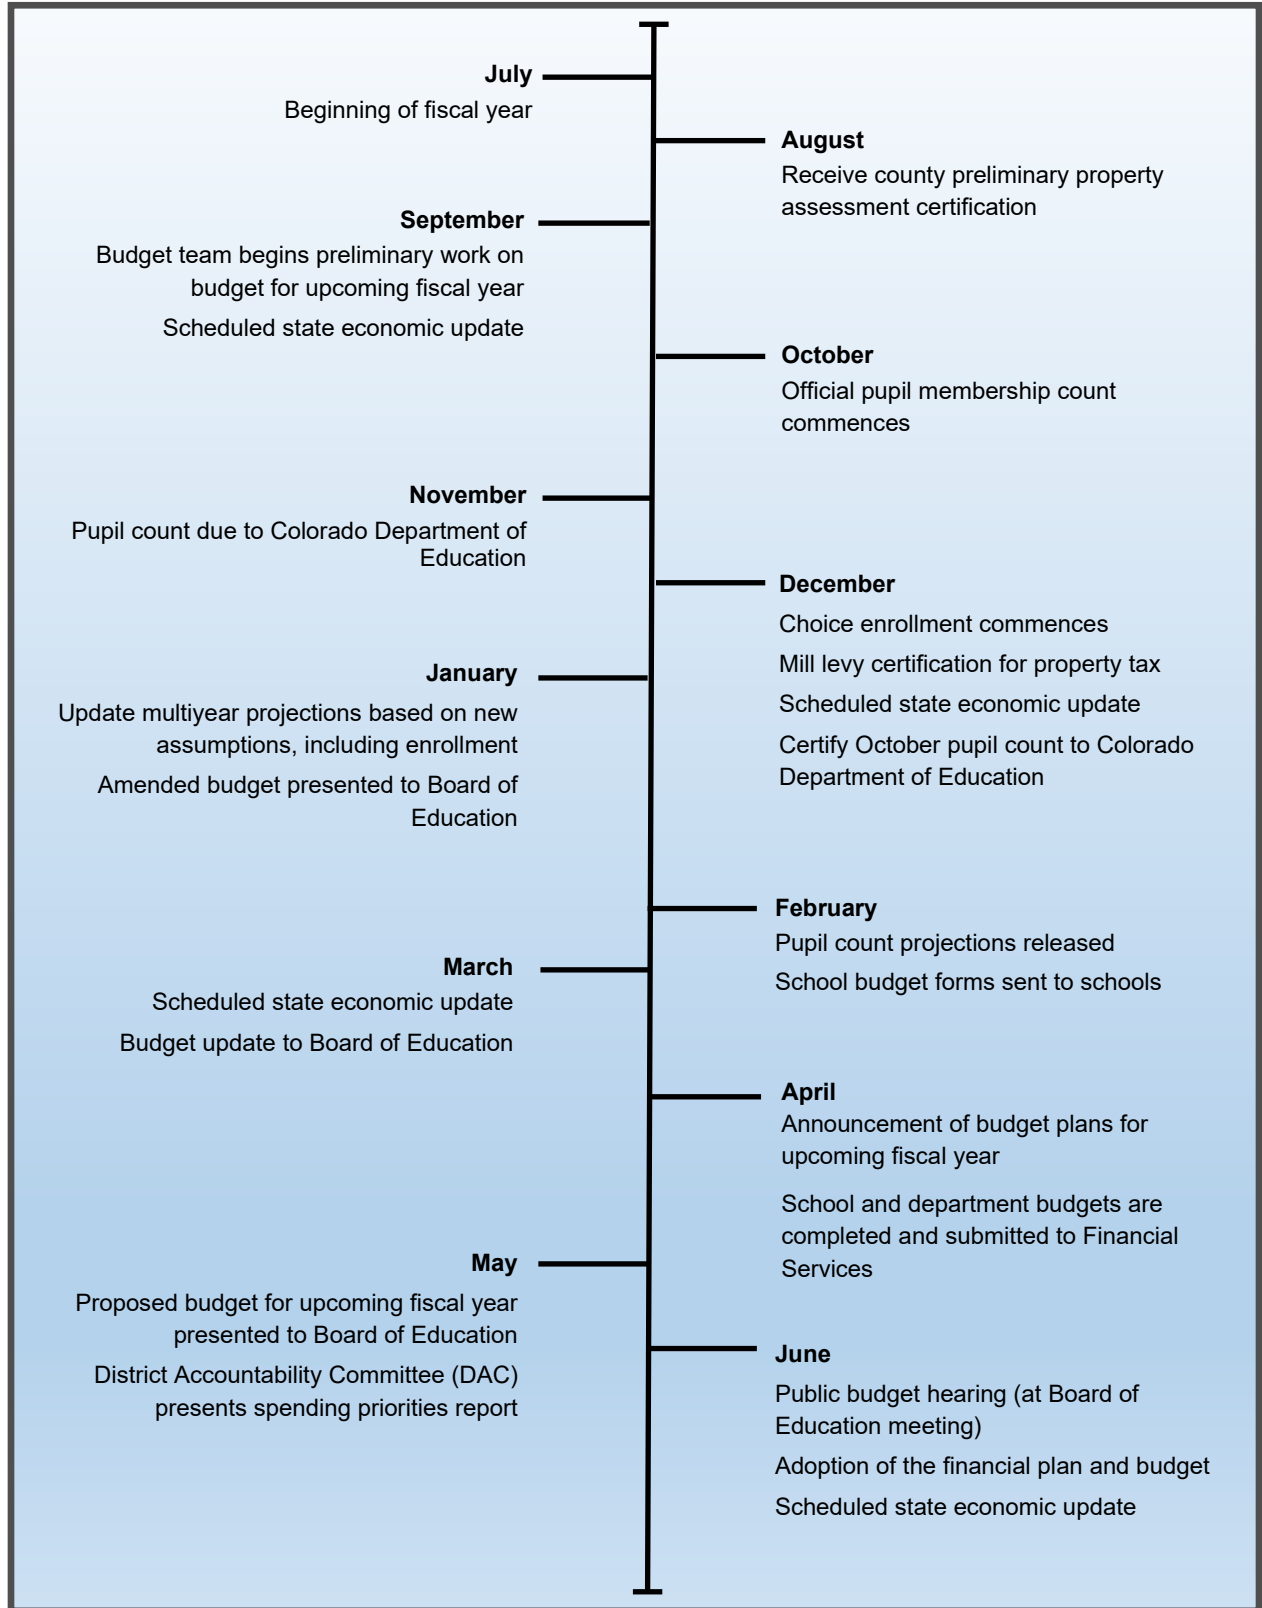 July
Beginning of fiscal year
August
Receive county preliminary property
assessment certification
September
Budget team begins preliminary work on
budget for upcoming fiscal year
Scheduled state economic update
October
Official pupil membership count
commences
November
Pupil count due to Colorado Department of
Education
December
Choice enrollment commences
Mill levy certification for property tax
Scheduled state economic update
Certify October pupil count to Colorado
Department of Education
January
Update multiyear projections based on new
assumptions, including enrollment
Amended budget presented to Board of
Education
February
Pupil count projections released
School budget forms sent to schools
March
Scheduled state economic update
Budget update to Board of Education
April
Announcement of budget plans for
upcoming fiscal year
School and department budgets are
completed and submitted to Financial
Services
May
Proposed budget for upcoming fiscal year
presented to Board of Education
District Accountability Committee (DAC)
presents spending priorities report
June
Public budget hearing (at Board of
Education meeting)
Adoption of the financial plan and budget
Scheduled state economic update